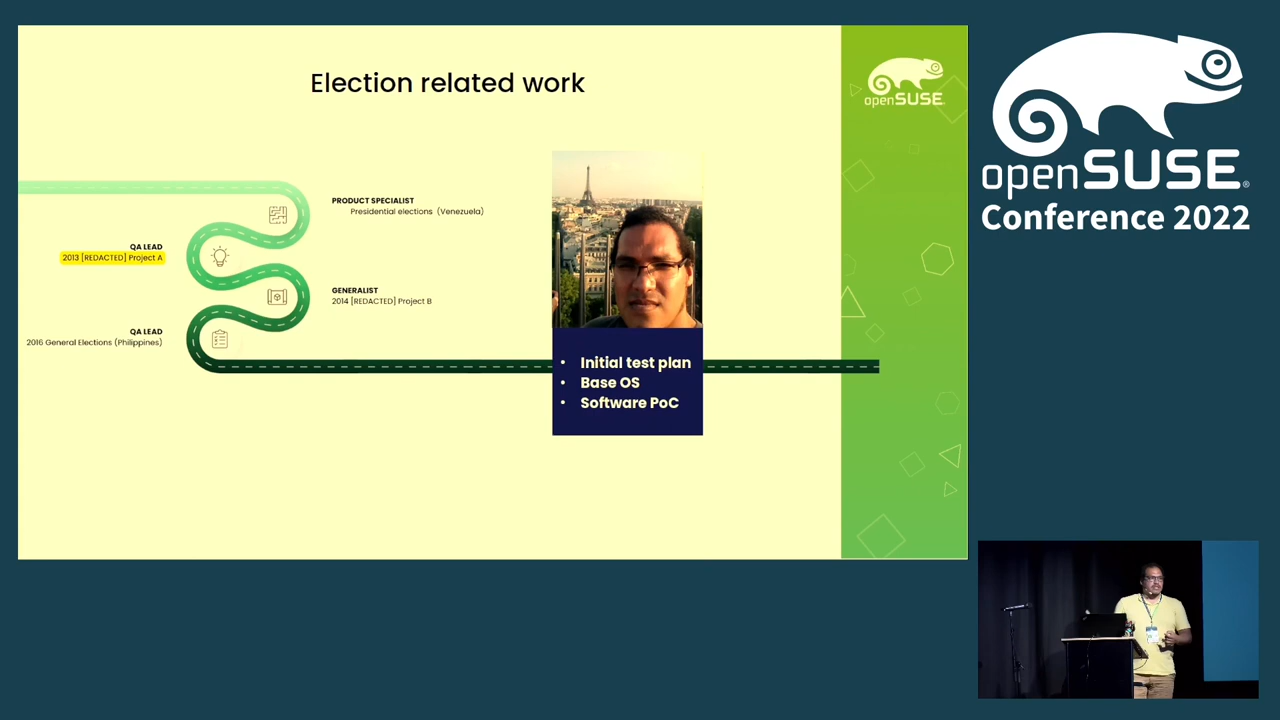 Election related work
openSUSE
PRODUCT SPECIALIST
Presidential elections (Venezuela)
QA LEAD
2013 [REDACTED] Project A
GENERALIST
2014 [REDACTED] Project B
QA LEAD
2016 General Elections (Philippines)
• Initial test plan
• Base OS
• Software PoC
openSUSE®
Conference 2022